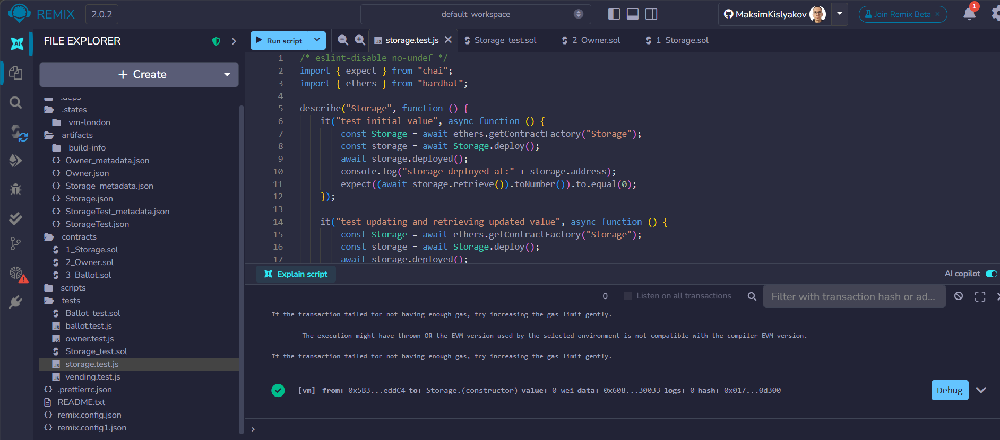 REMIX 2.0.2 default_workspace MaksimKislyakov Join Remix Beta × 1
AI
FILE EXPLORER
+ Create
.deps
.states
vm-london
artifacts
build-info
Owner_metadata.json
Owner.json
Storage_metadata.json
Storage.json
StorageTest_metadata.json
StorageTest.json
contracts
1_Storage.sol
2_Owner.sol
3_Ballot.sol
scripts
tests
Ballot_test.sol
ballot.test.js
owner.test.js
Storage_test.sol
storage.test.js
vending.test.js
.prettierrc.json
README.txt
remix.config.json
remix.config1.json
Run script storage.test.js Storage_test.sol 2_Owner.sol 1_Storage.sol
1 /* eslint-disable no-undef */
2 import { expect } from "chai";
3 import { ethers } from "hardhat";
4
5 describe("Storage", function () {
6 it("test initial value", async function () {
7 const Storage = await ethers.getContractFactory("Storage");
8 const storage = await Storage.deploy();
9 await storage.deployed();
10 console.log("storage deployed at:" + storage.address);
11 expect((await storage.retrieve()).toNumber()).to.equal(0);
12 });
13
14 it("test updating and retrieving updated value", async function () {
15 const Storage = await ethers.getContractFactory("Storage");
16 const storage = await Storage.deploy();
17 await storage.deployed();
Explain script AI copilot
0 Listen on all transactions Filter with transaction hash or ad...
If the transaction failed for not having enough gas, try increasing the gas limit gently.
The execution might have thrown OR the EVM version used by the selected environment is not compatible with the compiler EVM version.
If the transaction failed for not having enough gas, try increasing the gas limit gently.
[vm] from: 0x5B3...eddC4 to: Storage.(constructor) value: 0 wei data: 0x608...30033 logs: 0 hash: 0x017...0d300 Debug
>